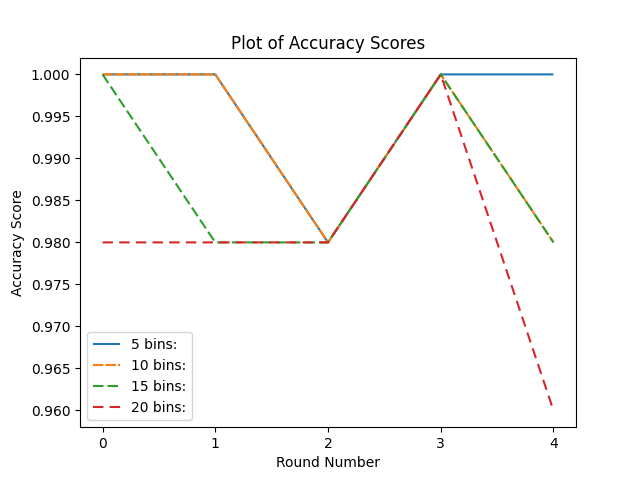 Plot of Accuracy Scores
Accuracy Score
1.000
0.995
0.990
0.985
0.980
0.975
0.970
0.965
0.960
5 bins:
10 bins:
15 bins:
20 bins:
0 1 2 3 4
Round Number